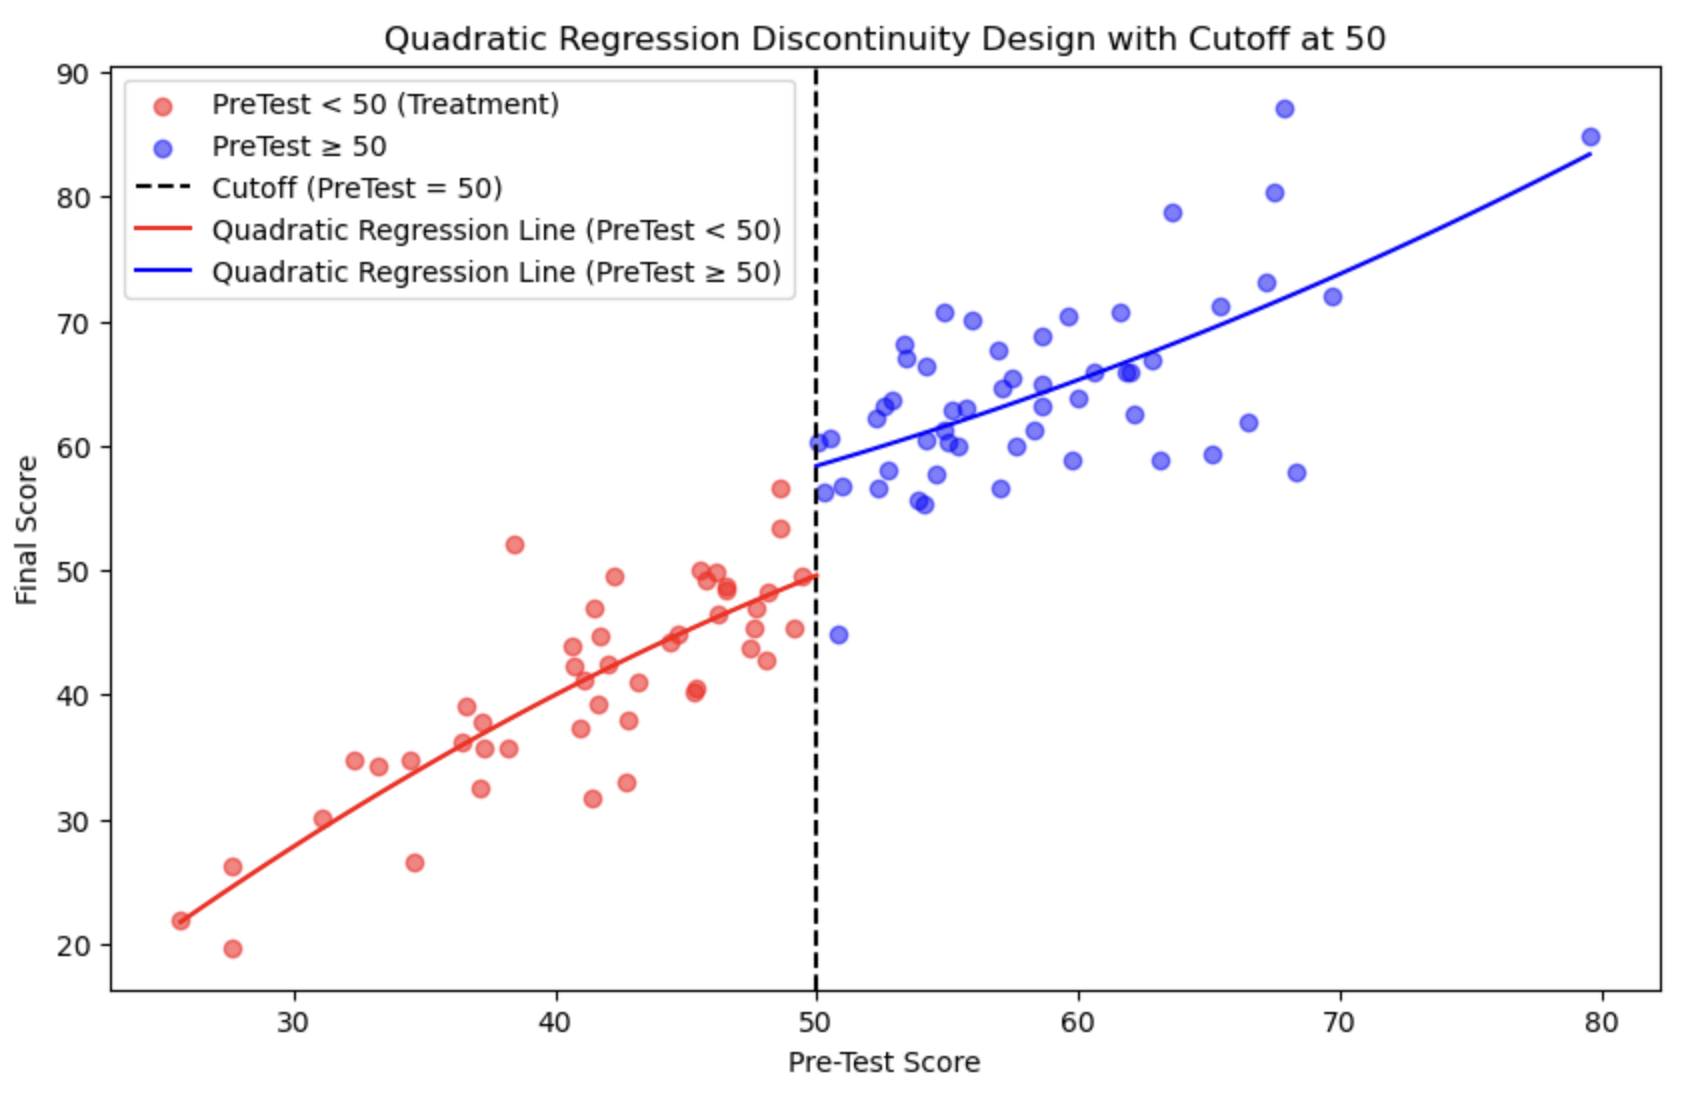 Quadratic Regression Discontinuity Design with Cutoff at 50
PreTest < 50 (Treatment)
PreTest ≥ 50
Cutoff (PreTest = 50)
Quadratic Regression Line (PreTest < 50)
Quadratic Regression Line (PreTest ≥ 50)
90
80
70
60
50
40
30
20
Final Score
30
40
50
60
70
80
Pre-Test Score